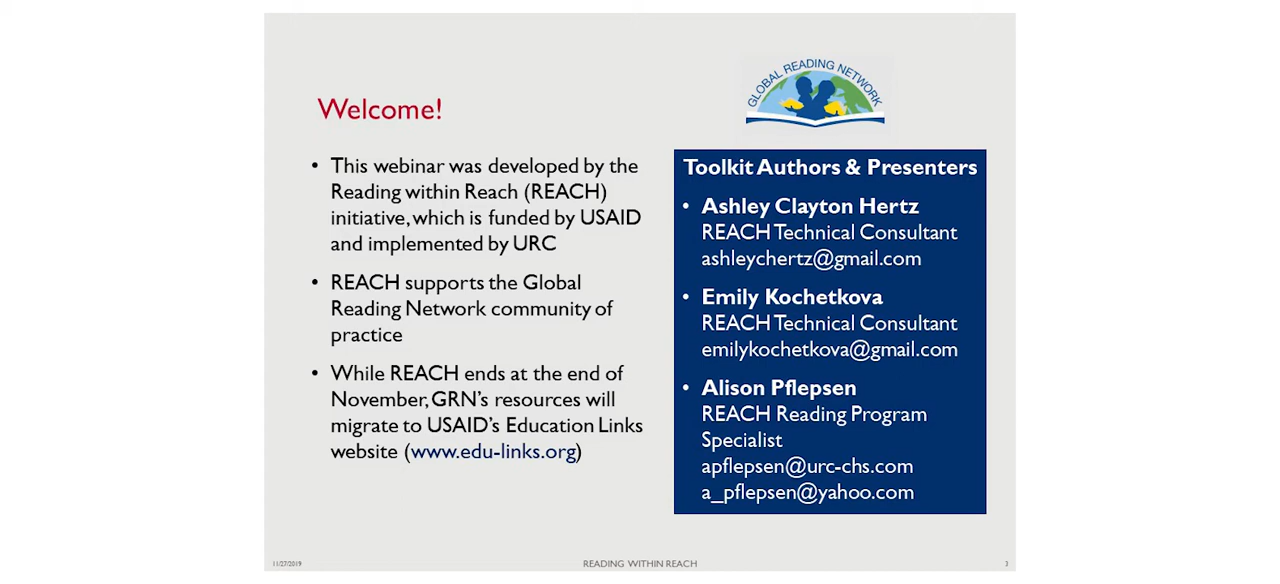 GLOBAL READING NETWORK
Welcome!
• This webinar was developed by the
Reading within Reach (REACH)
initiative, which is funded by USAID
and implemented by URC
• REACH supports the Global
Reading Network community of
practice
• While REACH ends at the end of
November, GRN's resources will
migrate to USAID's Education Links
website (www.edu-links.org)
Toolkit Authors & Presenters
• Ashley Clayton Hertz
REACH Technical Consultant
ashleychertz@gmail.com
• Emily Kochetkova
REACH Technical Consultant
emilykochetkova@gmail.com
• Alison Pflepsen
REACH Reading Program
Specialist
apflepsen@urc-chs.com
a_pflepsen@yahoo.com
11/27/2019
READING WITHIN REACH
3